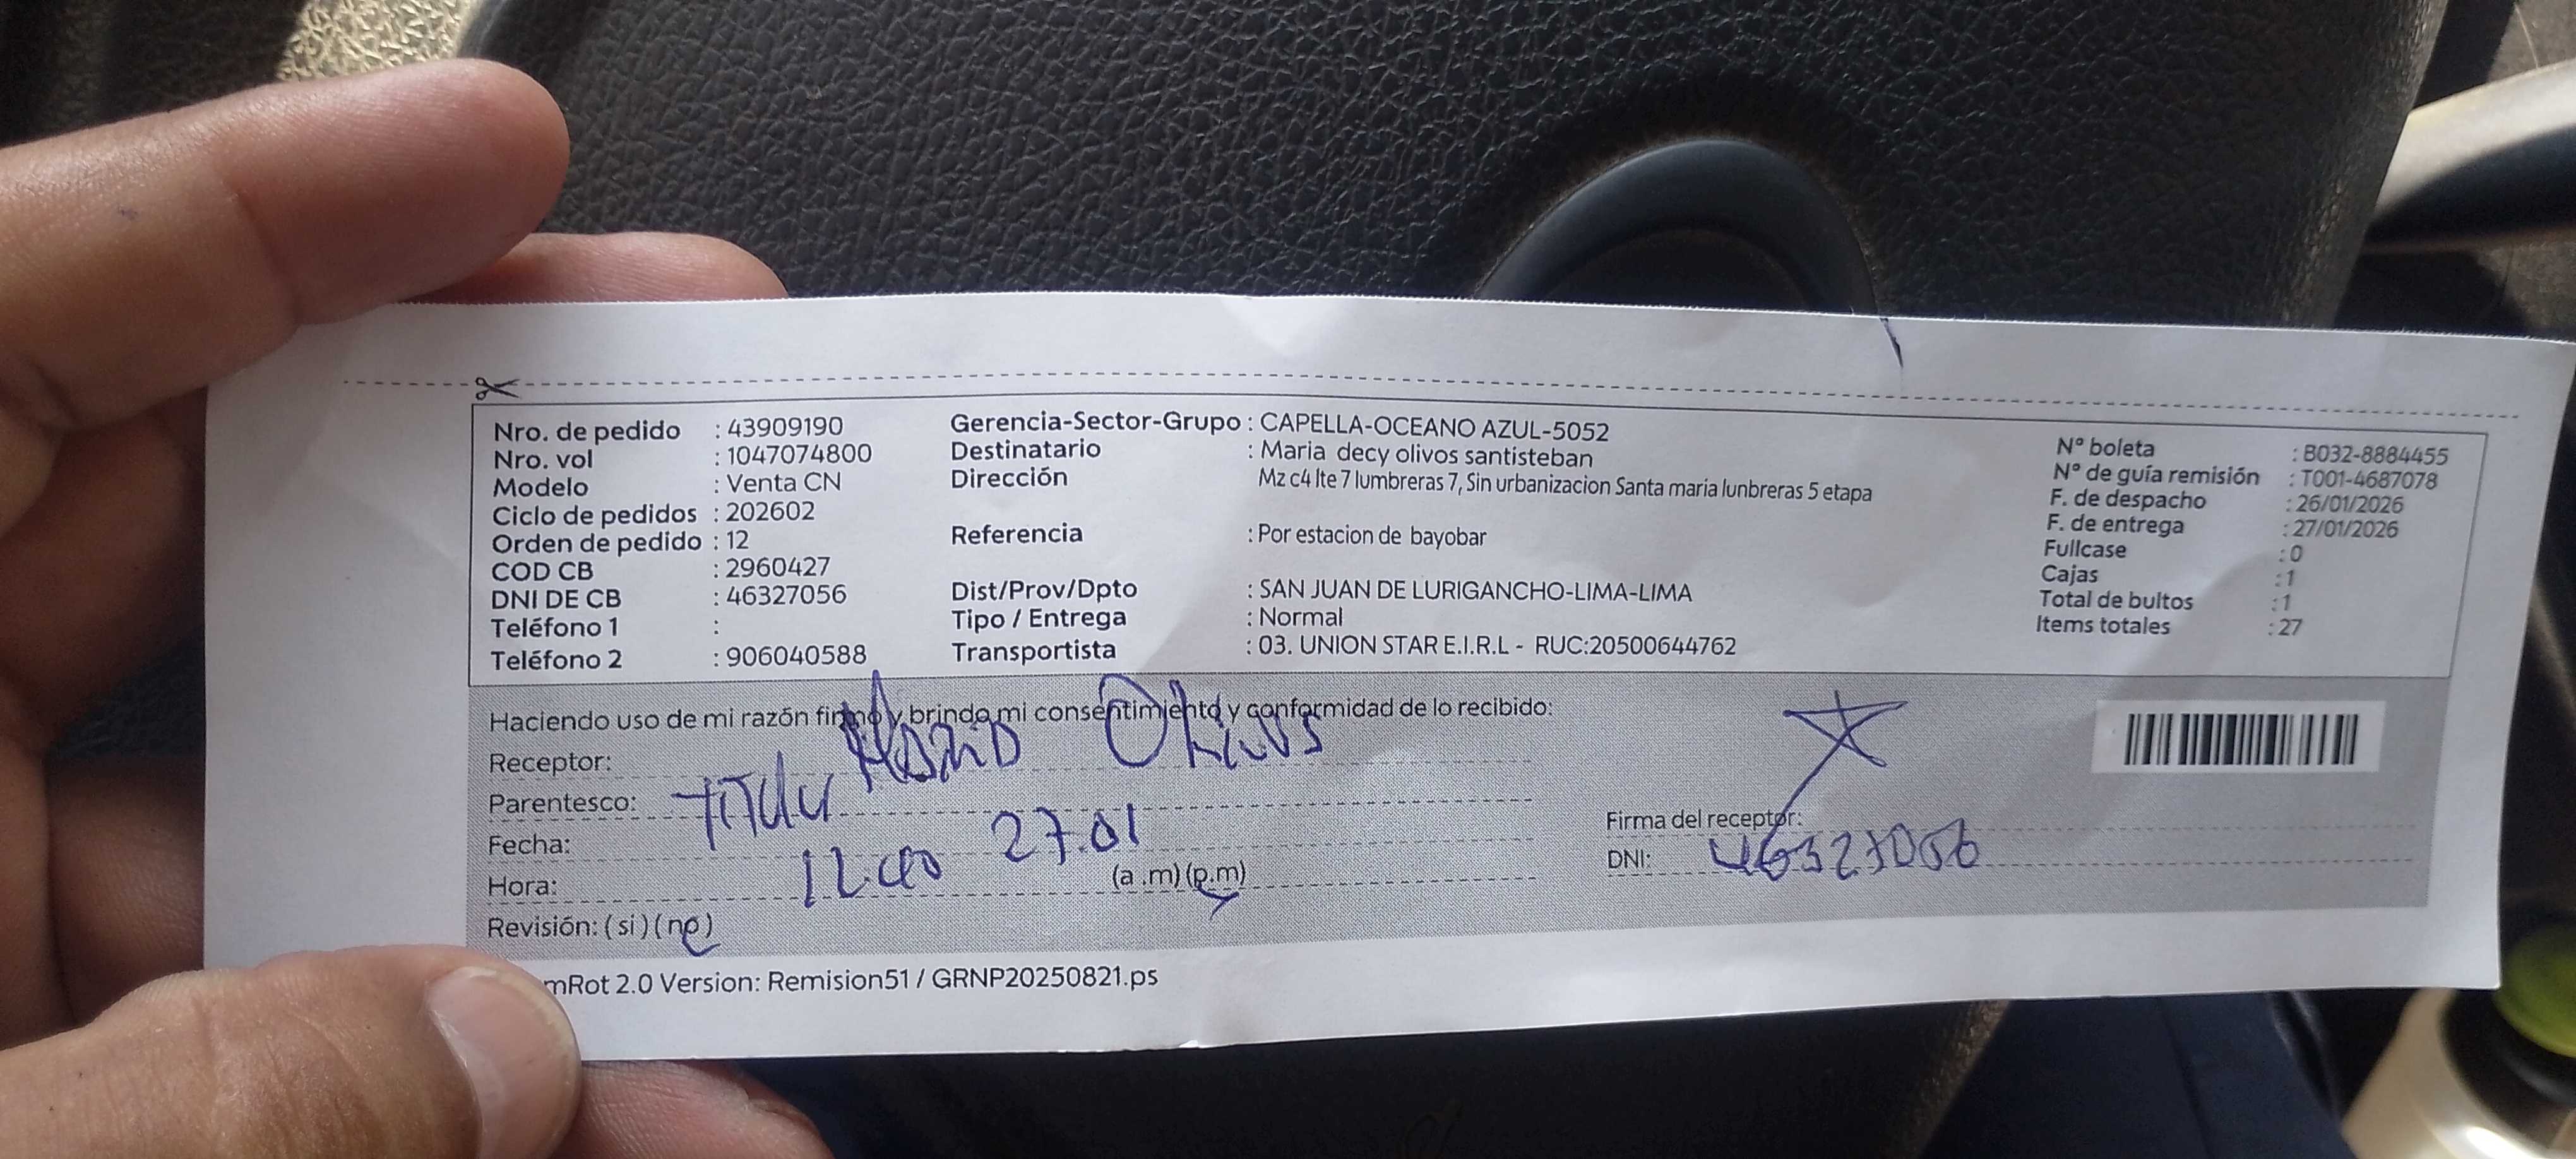 Nro. de pedido : 43909190
Nro. vol : 1047074800
Modelo : Venta CN
Ciclo de pedidos : 202602
Orden de pedido : 12
COD CB : 2960427
DNI DE CB : 46327056
Teléfono 1 :
Teléfono 2 : 906040588
Gerencia-Sector-Grupo : CAPELLA-OCEANO AZUL-5052
Destinatario : Maria decy olivos santisteban
Dirección Mz c4 lte 7 lumbreras 7, Sin urbanizacion Santa maria lunbreras 5 etapa
Referencia : Por estacion de bayobar
Dist/Prov/Dpto : SAN JUAN DE LURIGANCHO-LIMA-LIMA
Tipo / Entrega : Normal
Transportista : 03. UNION STAR E.I.R.L - RUC:20500644762
N° boleta : B032-8884455
N° de guía remisión : T001-4687078
F. de despacho : 26/01/2026
F. de entrega : 27/01/2026
Fullcase : 0
Cajas : 1
Total de bultos : 1
Items totales : 27
Haciendo uso de mi razón firmo y brindo mi consentimiento y conformidad de lo recibido:
Receptor: Olivos
Parentesco:
Fecha: 27.01
Hora: (a.m) (p.m)
Revisión: (si) (no)
Firma del receptor:
DNI: 46327056
mRot 2.0 Version: Remision51 / GRNP20250821.ps